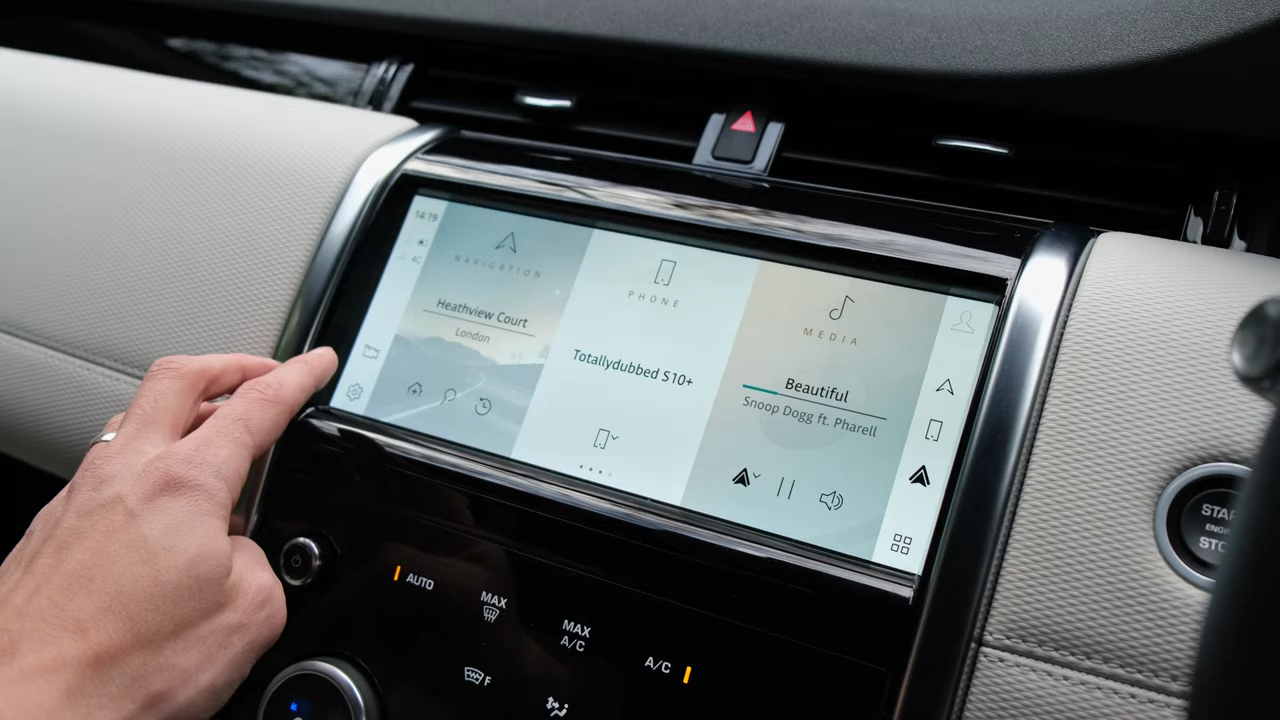 14:19
4G
NAVIGATION
Heathview Court
London
PHONE
Totallydubbed S10+
MEDIA
Beautiful
Snoop Dogg ft. Pharell
AUTO
MAX
MAX
A/C
A/C
F
STOP